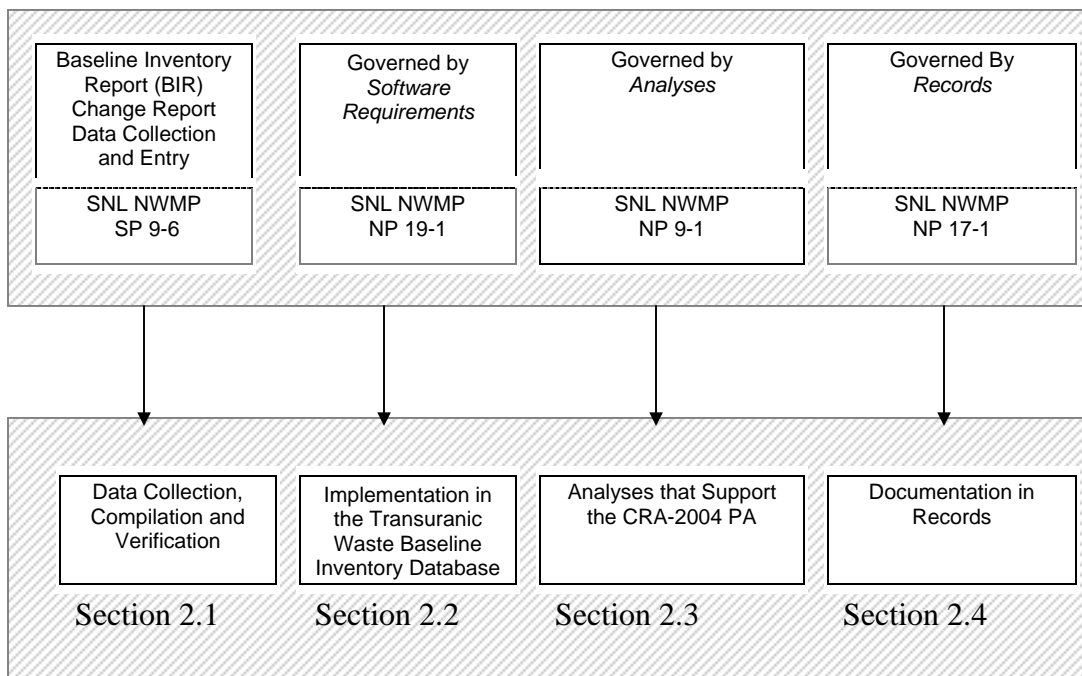 Baseline Inventory
Report (BIR)
Change Report
Data Collection
and Entry
SNL NWMP
SP 9-6
Governed by
Software
Requirements
SNL NWMP
NP 19-1
Governed by
Analyses
SNL NWMP
NP 9-1
Governed By
Records
SNL NWMP
NP 17-1
Data Collection,
Compilation and
Verification
Section 2.1
Implementation in
the Transuranic
Waste Baseline
Inventory Database
Section 2.2
Analyses that Support
the CRA-2004 PA
Section 2.3
Documentation in
Records
Section 2.4